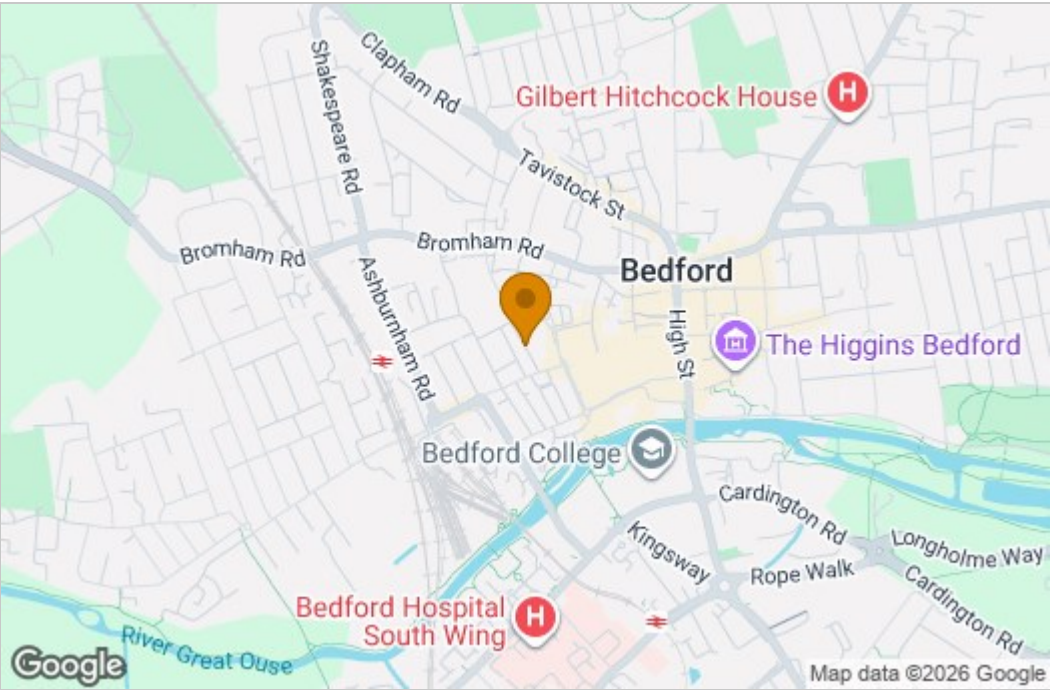 Shakespeare Rd
Clapham Rd
Gilbert Hitchcock House
H
Tavistock St
Bromham Rd
Bromham Rd
Bedford
Ashburnham Rd
High St
The Higgins Bedford
Bedford College
Cardington Rd
Kingsway
Longholme Way
Rope Walk
Cardington Rd
Bedford Hospital
South Wing
H
River Great Ouse
Google
Map data ©2026 Google